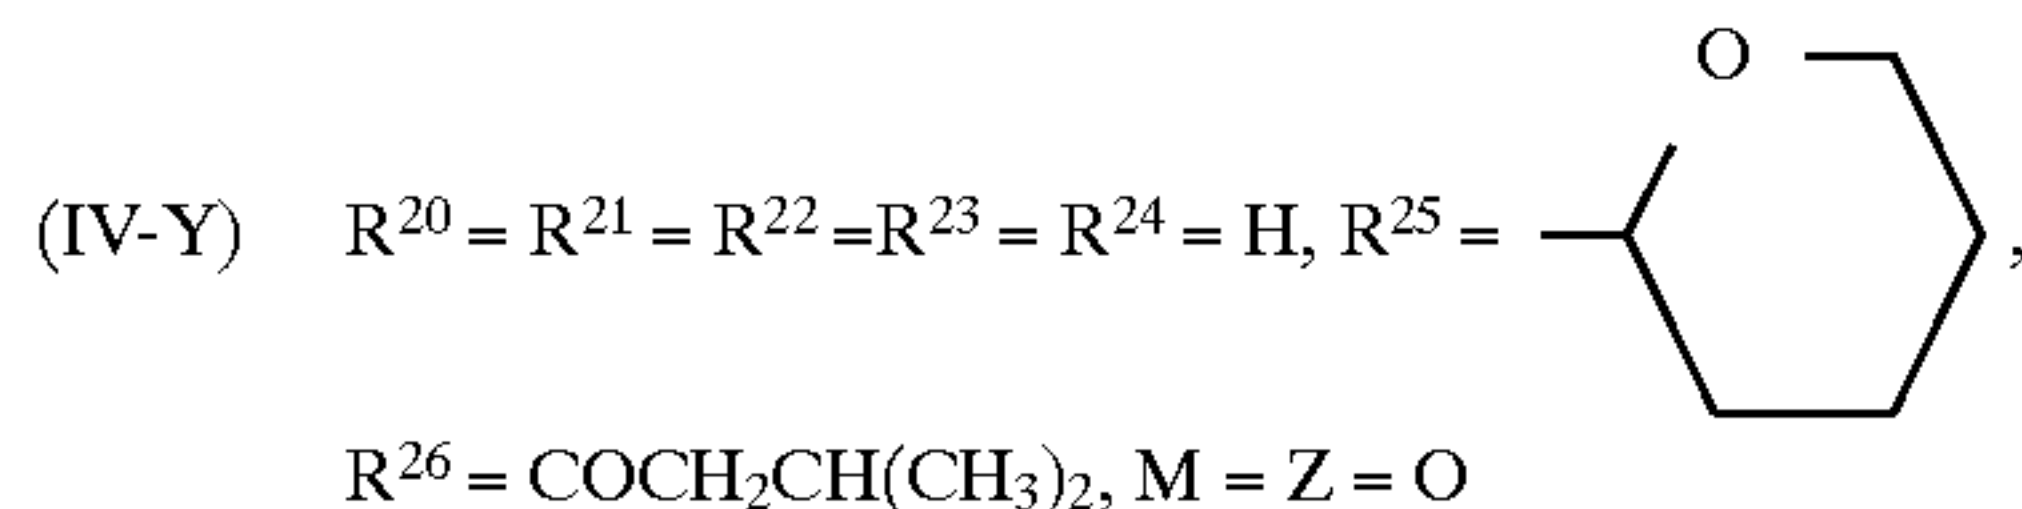 O
(IV-Y) R²⁰ = R²¹ = R²² =R²³ = R²⁴ = H, R²⁵ = ,
R²⁶ = COCH₂CH(CH₃)₂, M = Z = O